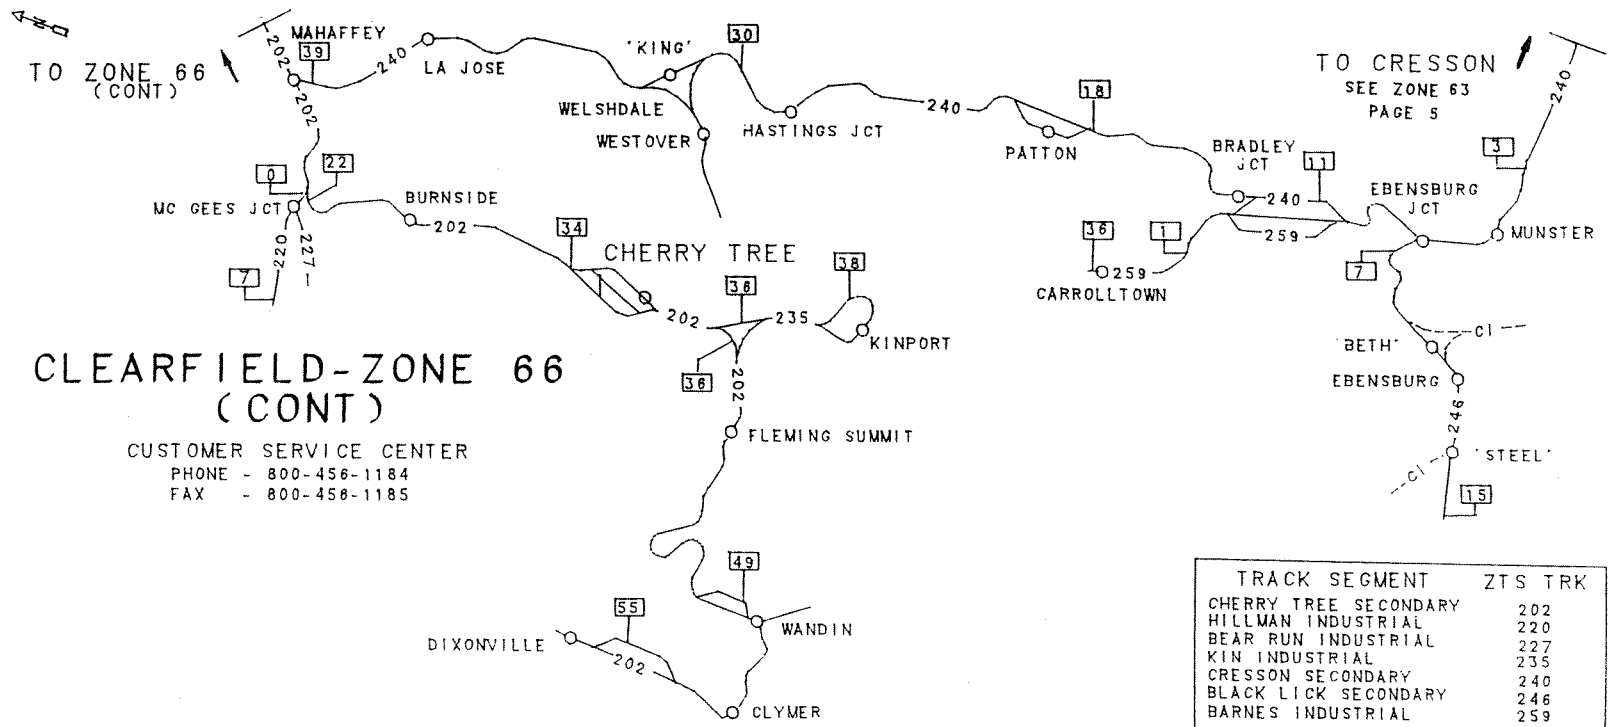 N
TO ZONE 66
(CONT)
202
MAHAFFEY
39
240
LA JOSE
'KING'
30
WELSHDALE
WESTOVER
HASTINGS JCT
240
18
PATTON
BRADLEY
JCT
11
240
259
TO CRESSON
SEE ZONE 63
PAGE 5
240
3
EBENSBURG
JCT
MUNSTER
202
0
22
MC GEES JCT
220
227
7
BURNSIDE
202
34
CHERRY TREE
36
38
202
235
KINPORT
36
202
36
1
259
CARROLLTOWN
7
CI
'BETH'
EBENSBURG
246
'STEEL'
CI
15
CLEARFIELD-ZONE 66
(CONT)
CUSTOMER SERVICE CENTER
PHONE - 800-456-1184
FAX - 800-456-1185
FLEMING SUMMIT
49
WANDIN
55
DIXONVILLE
202
CLYMER
TRACK SEGMENT ZTS TRK
CHERRY TREE SECONDARY 202
HILLMAN INDUSTRIAL 220
BEAR RUN INDUSTRIAL 227
KIN INDUSTRIAL 235
CRESSON SECONDARY 240
BLACK LICK SECONDARY 246
BARNES INDUSTRIAL 259